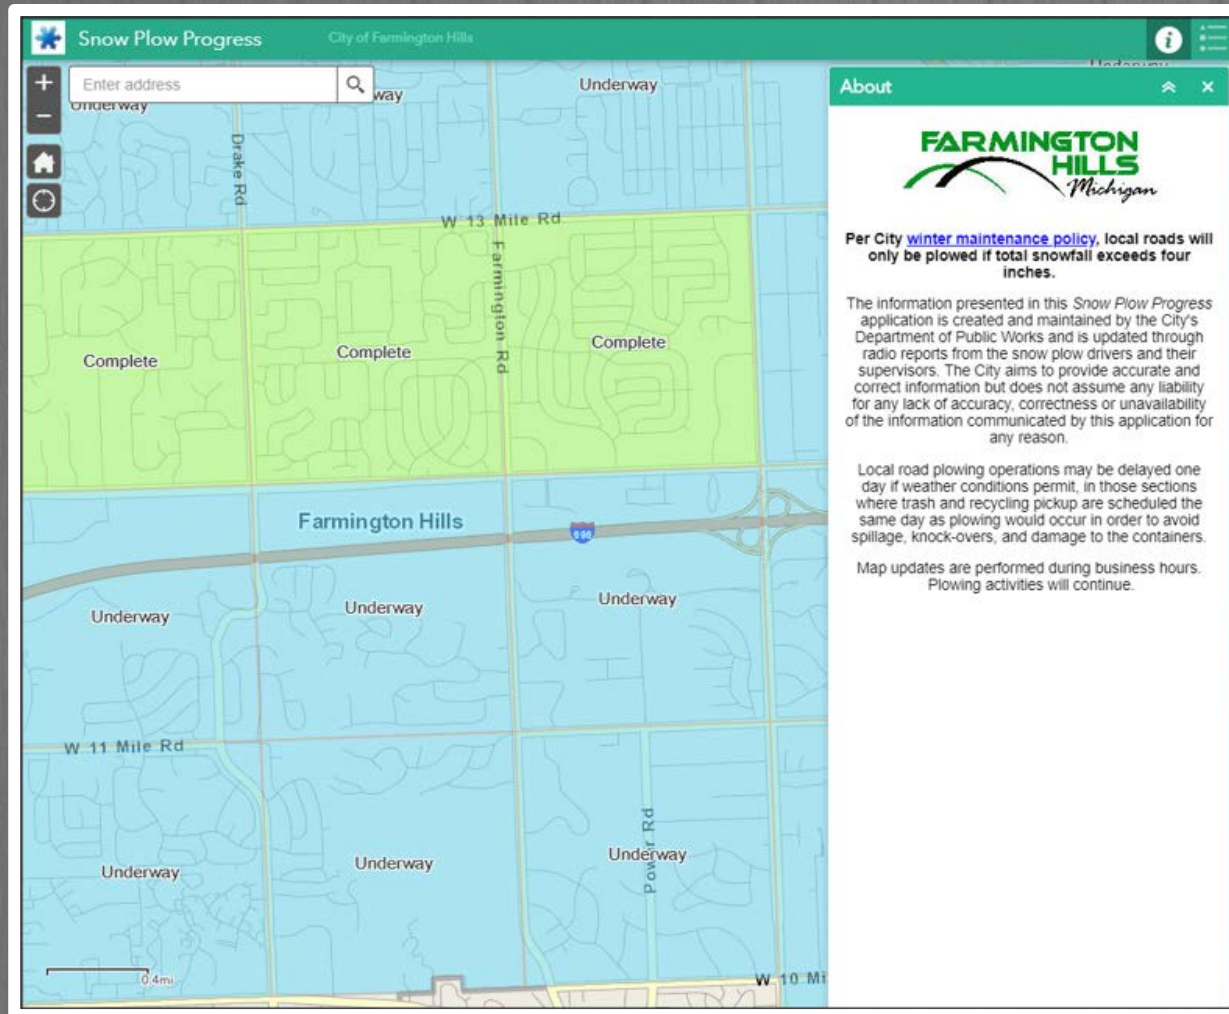 Snow Plow Progress
City of Farmington Hills
Enter address
Underway
way
Underway
Underway
Drake Rd
W 13 Mile Rd
Farmington Rd
Complete
Complete
Complete
Farmington Hills
696
Underway
Underway
Underway
W 11 Mile Rd
Power Rd
Underway
Underway
Underway
0.4mi
W 10 Mi
About
FARMINGTON
HILLS
Michigan
Per City winter maintenance policy, local roads will
only be plowed if total snowfall exceeds four
inches.
The information presented in this Snow Plow Progress
application is created and maintained by the City's
Department of Public Works and is updated through
radio reports from the snow plow drivers and their
supervisors. The City aims to provide accurate and
correct information but does not assume any liability
for any lack of accuracy, correctness or unavailability
of the information communicated by this application for
any reason.
Local road plowing operations may be delayed one
day if weather conditions permit, in those sections
where trash and recycling pickup are scheduled the
same day as plowing would occur in order to avoid
spillage, knock-overs, and damage to the containers.
Map updates are performed during business hours.
Plowing activities will continue.